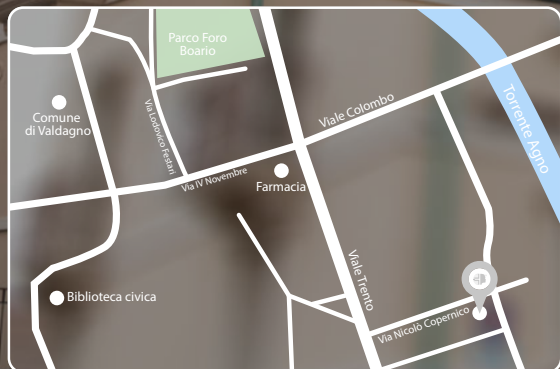 Parco Foro
Boario
Torrente Agno
Viale Colombo
Comune
di Valdagno
Via Lodovico Festari
Via IV Novembre
Farmacia
Viale Trento
Biblioteca civica
Via Nicolò Copernico